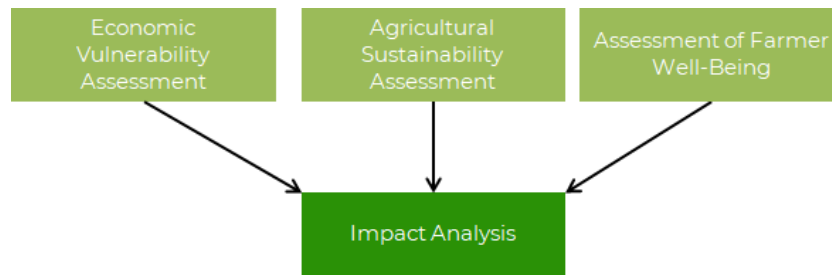 Economic
Vulnerability
Assessment
Agricultural
Sustainability
Assessment
Assessment of Farmer
Well-Being
Impact Analysis